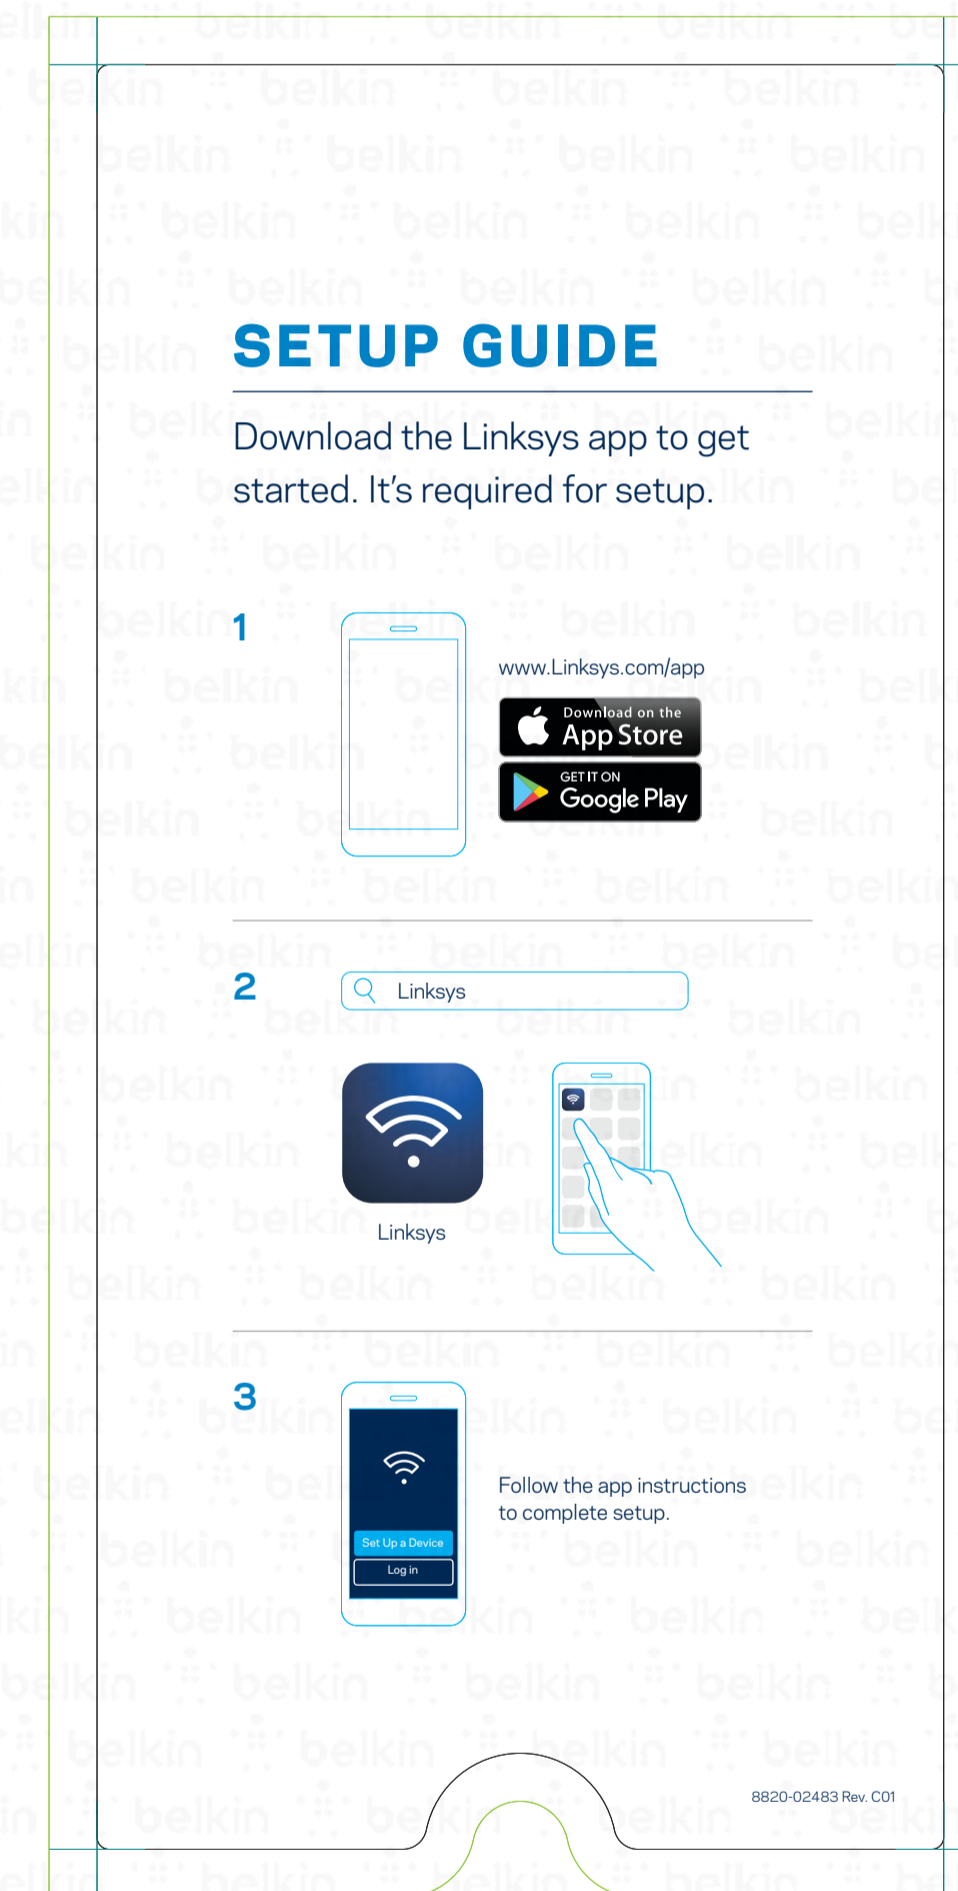 SETUP GUIDE
Download the Linksys app to get
started. It's required for setup.
1
www.Linksys.com/app
Download on the
App Store
GET IT ON
Google Play
2
Linksys
Linksys
3
Set Up a Device
Log in
Follow the app instructions
to complete setup.
8820-02483 Rev. C01
belkin